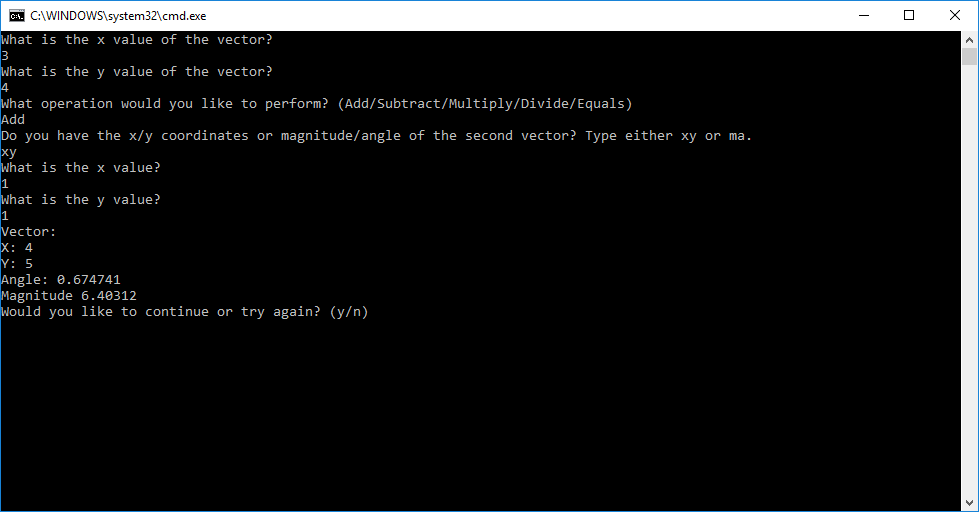 C:\WINDOWS\system32\cmd.exe
What is the x value of the vector?
3
What is the y value of the vector?
4
What operation would you like to perform? (Add/Subtract/Multiply/Divide/Equals)
Add
Do you have the x/y coordinates or magnitude/angle of the second vector? Type either xy or ma.
xy
What is the x value?
1
What is the y value?
1
Vector:
X: 4
Y: 5
Angle: 0.674741
Magnitude 6.40312
Would you like to continue or try again? (y/n)